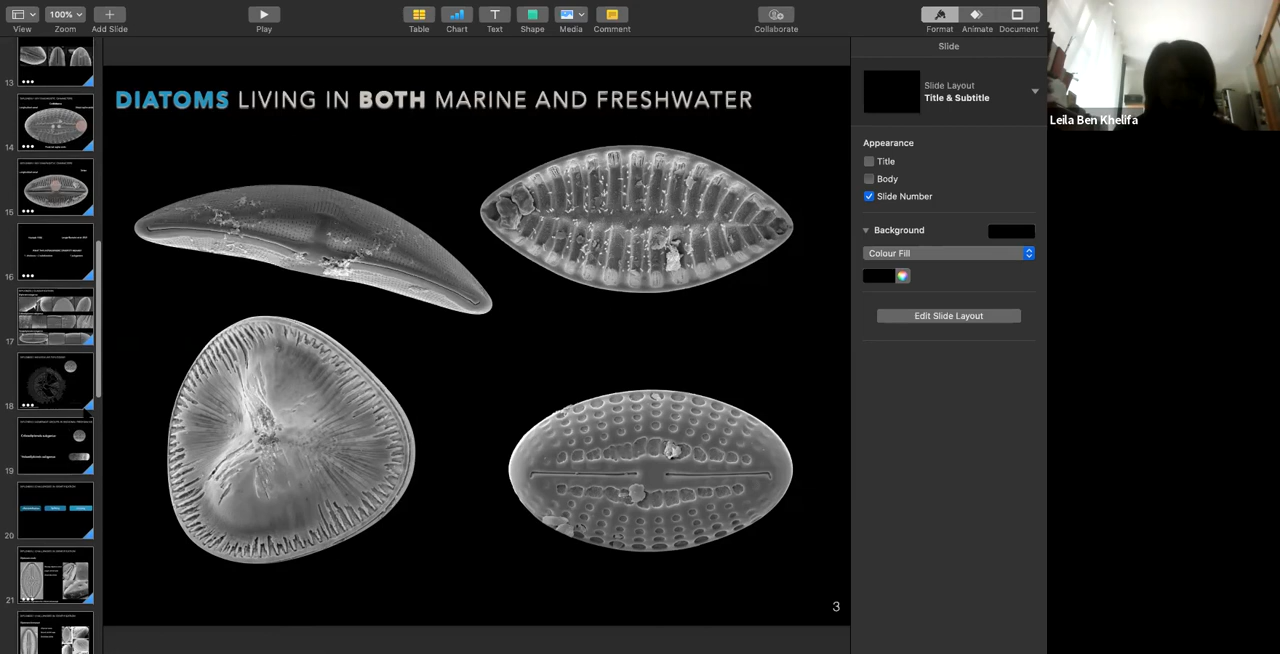 View
100%
Zoom
Add Slide
Play
Table
Chart
Text
Shape
Media
Comment
Collaborate
Format
Animate
Document
13
14
15
16
17
18
19
20
21
DIATOMS LIVING IN BOTH MARINE AND FRESHWATER
3
Slide
Slide Layout
Title & Subtitle
Appearance
Title
Body
Slide Number
Background
Colour Fill
Edit Slide Layout
Leila Ben Khelifa